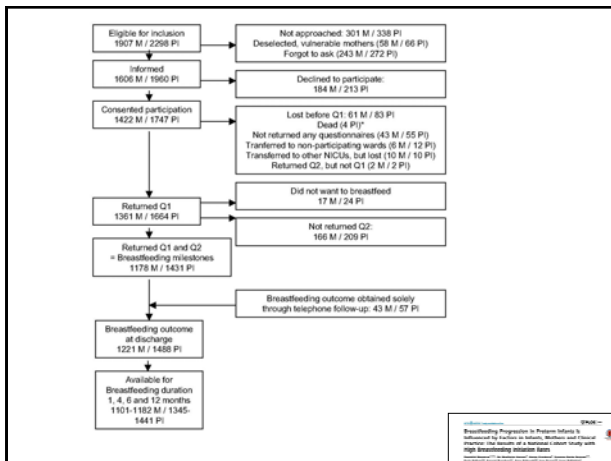 Eligible for inclusion
1907 M / 2298 PI
Not approached: 301 M / 338 PI
Deselected, vulnerable mothers (58 M / 66 PI)
Forgot to ask (243 M / 272 PI)
Informed
1606 M / 1960 PI
Declined to participate:
184 M / 213 PI
Consented participation
1422 M / 1747 PI
Lost before Q1: 61 M / 83 PI
Dead (4 PI)*
Not returned any questionnaires (43 M / 55 PI)
Tranferred to non-participating wards (6 M / 12 PI)
Transferred to other NICUs, but lost (10 M / 10 PI)
Returned Q2, but not Q1 (2 M / 2 PI)
Did not want to breastfeed
17 M / 24 PI
Returned Q1
1361 M / 1664 PI
Not returned Q2:
166 M / 209 PI
Returned Q1 and Q2
= Breastfeeding milestones
1178 M / 1431 PI
Breastfeeding outcome obtained solely
through telephone follow-up: 43 M / 57 PI
Breastfeeding outcome
at discharge
1221 M / 1488 PI
Available for
Breastfeeding duration
1, 4, 6 and 12 months
1101-1182 M / 1345-
1441 PI
Breastfeeding Progression in Preterm Infants Is
Influenced by Factors in Infants, Mothers and Clinical
Practice: The Results of a National Cohort Study with
High Breastfeeding Initiation Rates